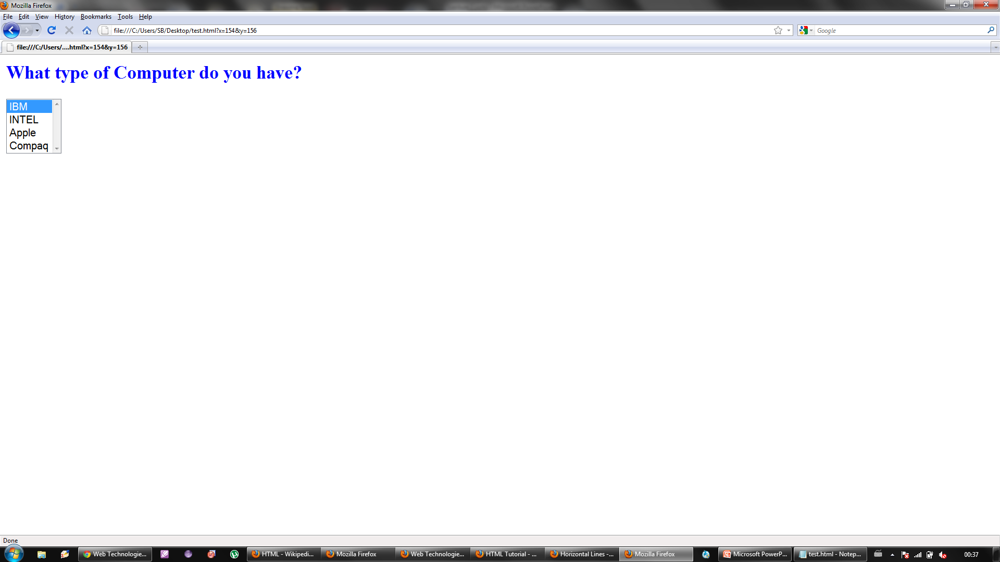 Mozilla Firefox
File Edit View History Bookmarks Tools Help
file:///C:/Users/SB/Desktop/test.html?x=154&y=156 Google
file:///C:/Users/....html?x=154&y=156
What type of Computer do you have?
IBM
INTEL
Apple
Compaq
Done
Web Technologie... HTML - Wikipedi... Mozilla Firefox Web Technologie... HTML Tutorial - ... Horizontal Lines -... Mozilla Firefox Microsoft PowerP... test.html - Notep... 00:37